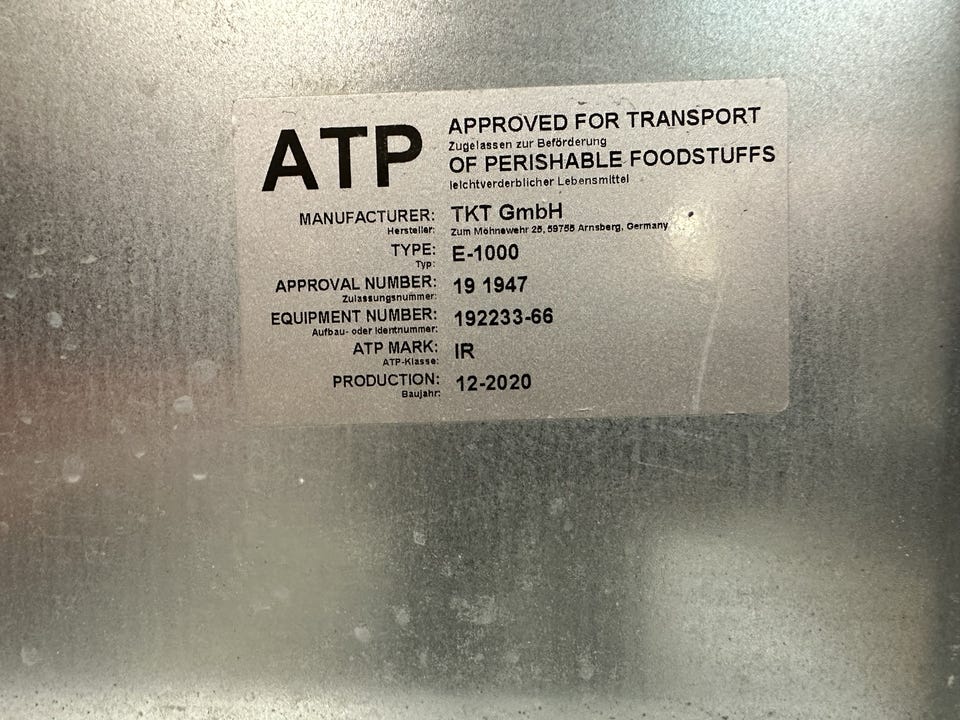 ATP
APPROVED FOR TRANSPORT
Zugelassen zur Beförderung
OF PERISHABLE FOODSTUFFS
leichtverderblicher Lebensmittel
MANUFACTURER: TKT GmbH
Hersteller: Zum Möhnewehr 25, 59755 Arnsberg, Germany
TYPE: E-1000
Typ:
APPROVAL NUMBER: 19 1947
Zulassungsnummer:
EQUIPMENT NUMBER: 192233-66
Aufbau- oder Identnummer:
ATP MARK: IR
ATP-Klasse:
PRODUCTION: 12-2020
Baujahr: